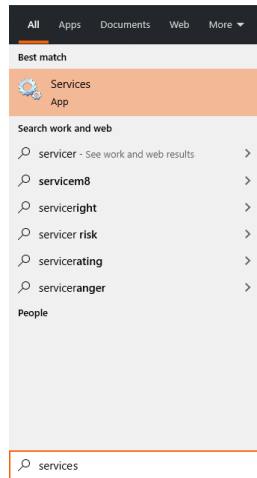 All Apps Documents Web More
Best match
Services
App
Search work and web
servicer - See work and web results
servicem8
serviceright
servicer risk
servicerating
serviceranger
People
services